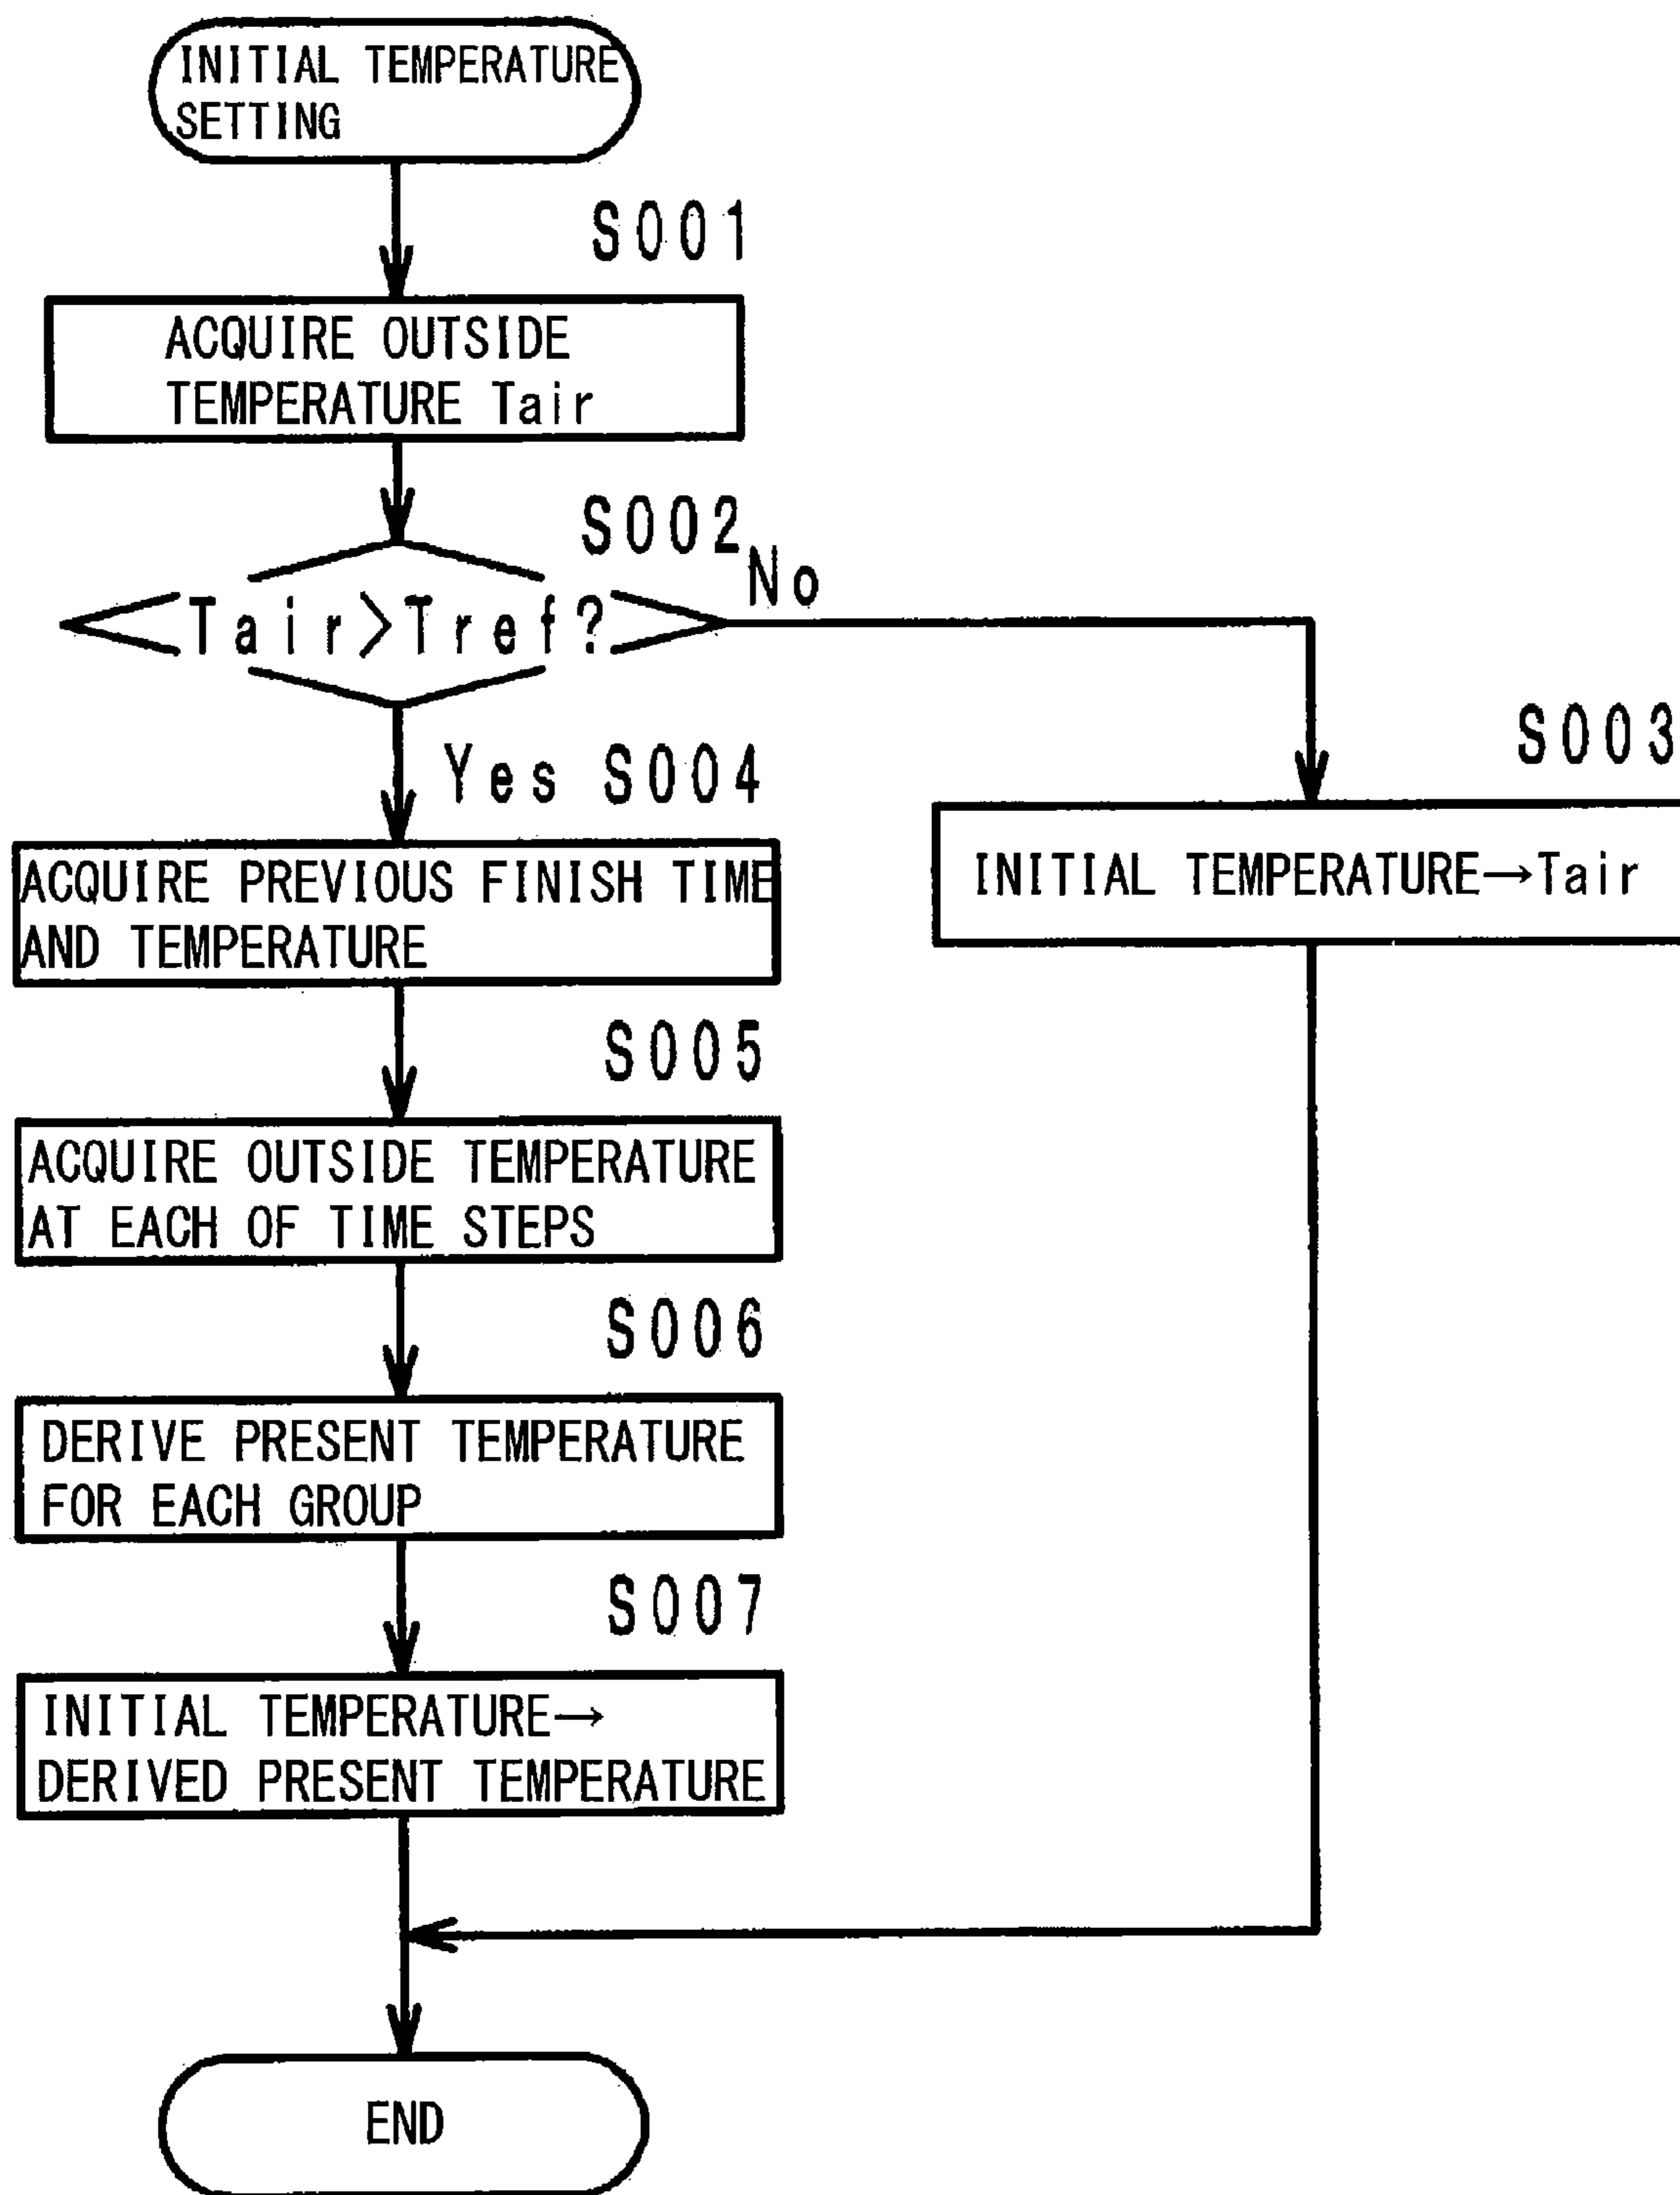 INITIAL TEMPERATURE
SETTING
S001
ACQUIRE OUTSIDE
TEMPERATURE Tair
S002
Tair>Tref?
No
Yes
S003
INITIAL TEMPERATURE→Tair
S004
ACQUIRE PREVIOUS FINISH TIME
AND TEMPERATURE
S005
ACQUIRE OUTSIDE TEMPERATURE
AT EACH OF TIME STEPS
S006
DERIVE PRESENT TEMPERATURE
FOR EACH GROUP
S007
INITIAL TEMPERATURE→
DERIVED PRESENT TEMPERATURE
END